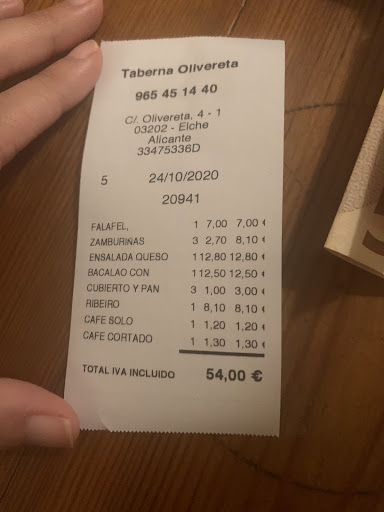 Taberna Olivereta
965 45 14 40
C/. Olivereta, 4 - 1
03202 - Elche
Alicante
33475336D
5 24/10/2020
20941
FALAFEL, 1 7,00 7,00 €
ZAMBURIÑAS 3 2,70 8,10 €
ENSALADA QUESO 1 12,80 12,80 €
BACALAO CON 1 12,50 12,50 €
CUBIERTO Y PAN 3 1,00 3,00 €
RIBEIRO 1 8,10 8,10 €
CAFE SOLO 1 1,20 1,20 €
CAFE CORTADO 1 1,30 1,30 €
TOTAL IVA INCLUIDO 54,00 €